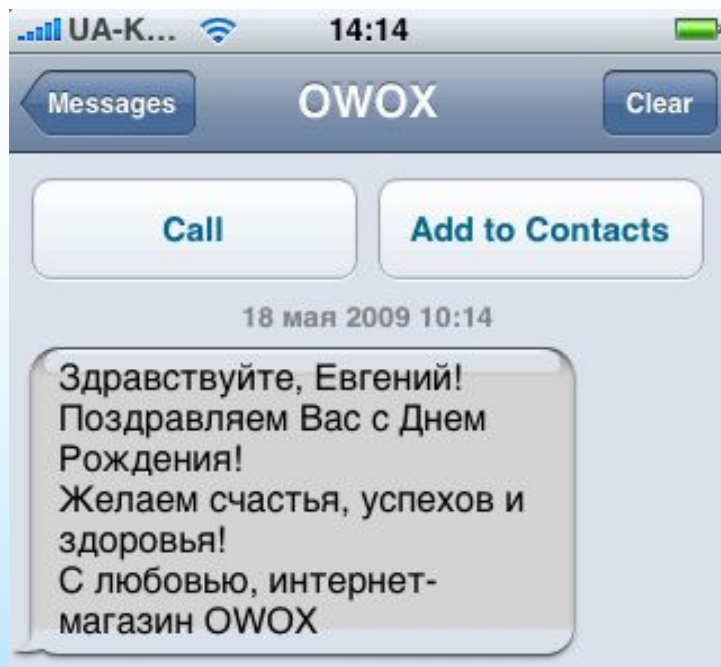 UA-K... 14:14
Messages OWOX Clear
Call Add to Contacts
18 мая 2009 10:14
Здравствуйте, Евгений!
Поздравляем Вас с Днем
Рождения!
Желаем счастья, успехов и
здоровья!
С любовью, интернет-
магазин OWOX